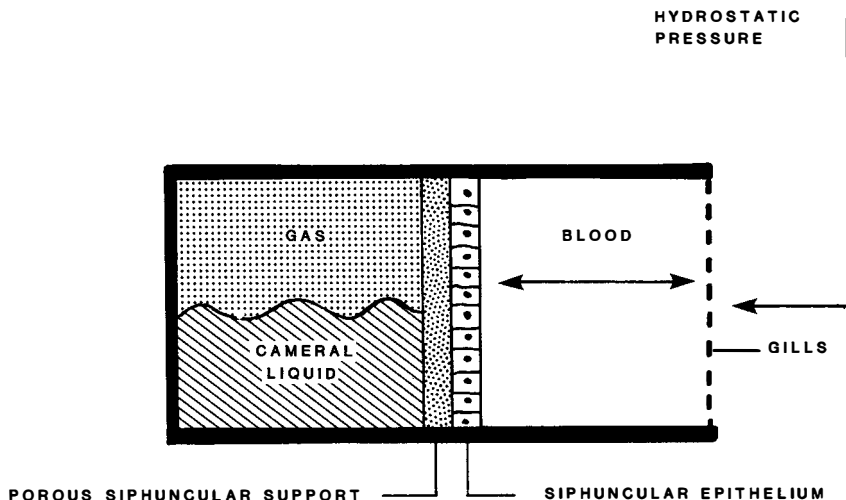 HYDROSTATIC
PRESSURE
GAS
BLOOD
CAMERAL
LIQUID
GILLS
POROUS SIPHUNCULAR SUPPORT
SIPHUNCULAR EPITHELIUM